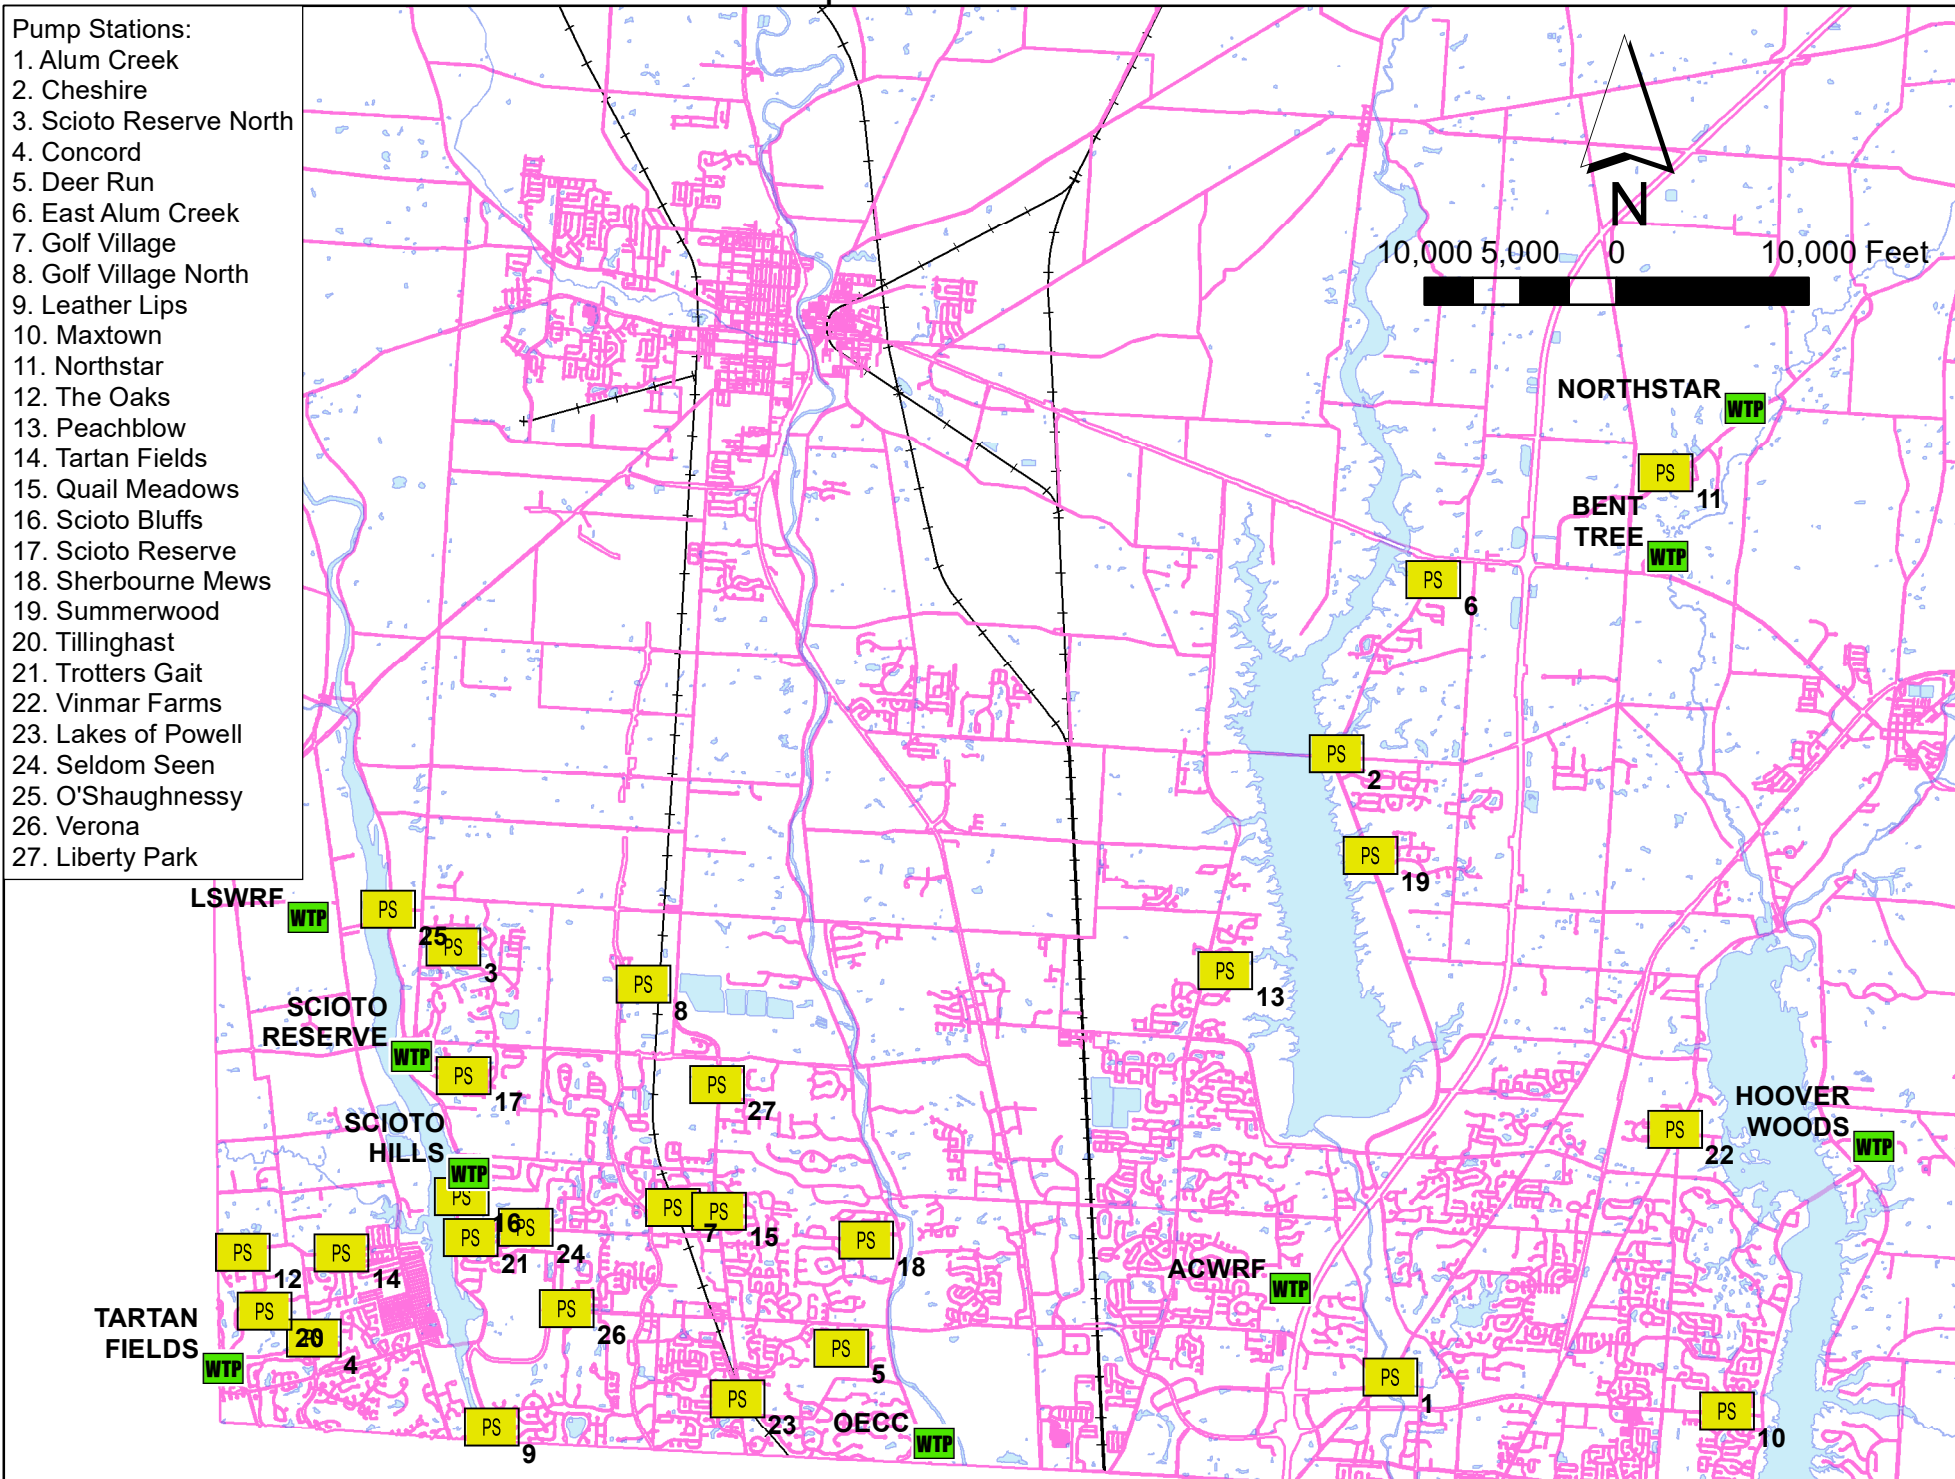 Pump Stations:
1. Alum Creek
2. Cheshire
3. Scioto Reserve North
4. Concord
5. Deer Run
6. East Alum Creek
7. Golf Village
8. Golf Village North
9. Leather Lips
10. Maxtown
11. Northstar
12. The Oaks
13. Peachblow
14. Tartan Fields
15. Quail Meadows
16. Scioto Bluffs
17. Scioto Reserve
18. Sherbourne Mews
19. Summerwood
20. Tillinghast
21. Trotters Gait
22. Vinmar Farms
23. Lakes of Powell
24. Seldom Seen
25. O'Shaughnessy
26. Verona
27. Liberty Park
N
10,000 5,000 0 10,000 Feet
NORTHSTAR
WTP
PS
11
BENT
TREE
WTP
PS
6
PS
2
PS
19
LSWRF
WTP
PS
25
PS
3
PS
8
PS
13
SCIOTO
RESERVE
WTP
PS
17
PS
27
HOOVER
WOODS
WTP
PS
22
SCIOTO
HILLS
WTP
PS
16
PS
21
PS
24
PS
7
PS
15
PS
18
PS
12
PS
14
ACWRF
WTP
PS
20
PS
4
PS
26
TARTAN
FIELDS
WTP
PS
5
PS
1
PS
23
PS
10
PS
9
OECC
WTP